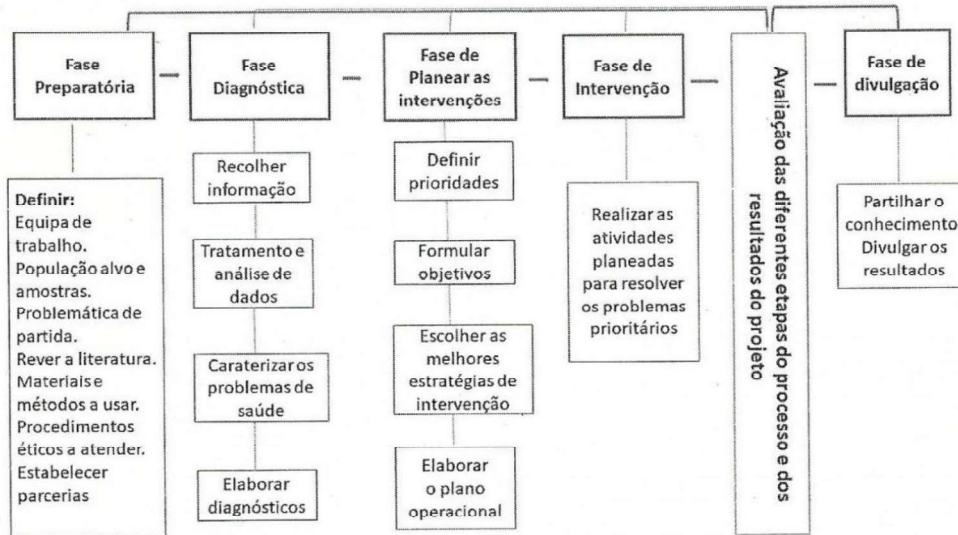 Fase
Preparatória
Fase
Diagnóstica
Fase de
Planear as
intervenções
Fase de
Intervenção
Avaliação das diferentes etapas do processo e dos
resultados do projeto
Fase de
divulgação
Definir:
Equipa de
trabalho.
População alvo e
amostras.
Problemática de
partida.
Rever a literatura.
Materiais e
métodos a usar.
Procedimentos
éticos a atender.
Estabelecer
parcerias
Recolher
informação
Tratamento e
análise de
dados
Caraterizar os
problemas de
saúde
Elaborar
diagnósticos
Definir
prioridades
Formular
objetivos
Escolher as
melhores
estratégias de
intervenção
Elaborar
o plano
operacional
Realizar as
atividades
planeadas
para resolver
os problemas
prioritários
Partilhar o
conhecimento
Divulgar os
resultados